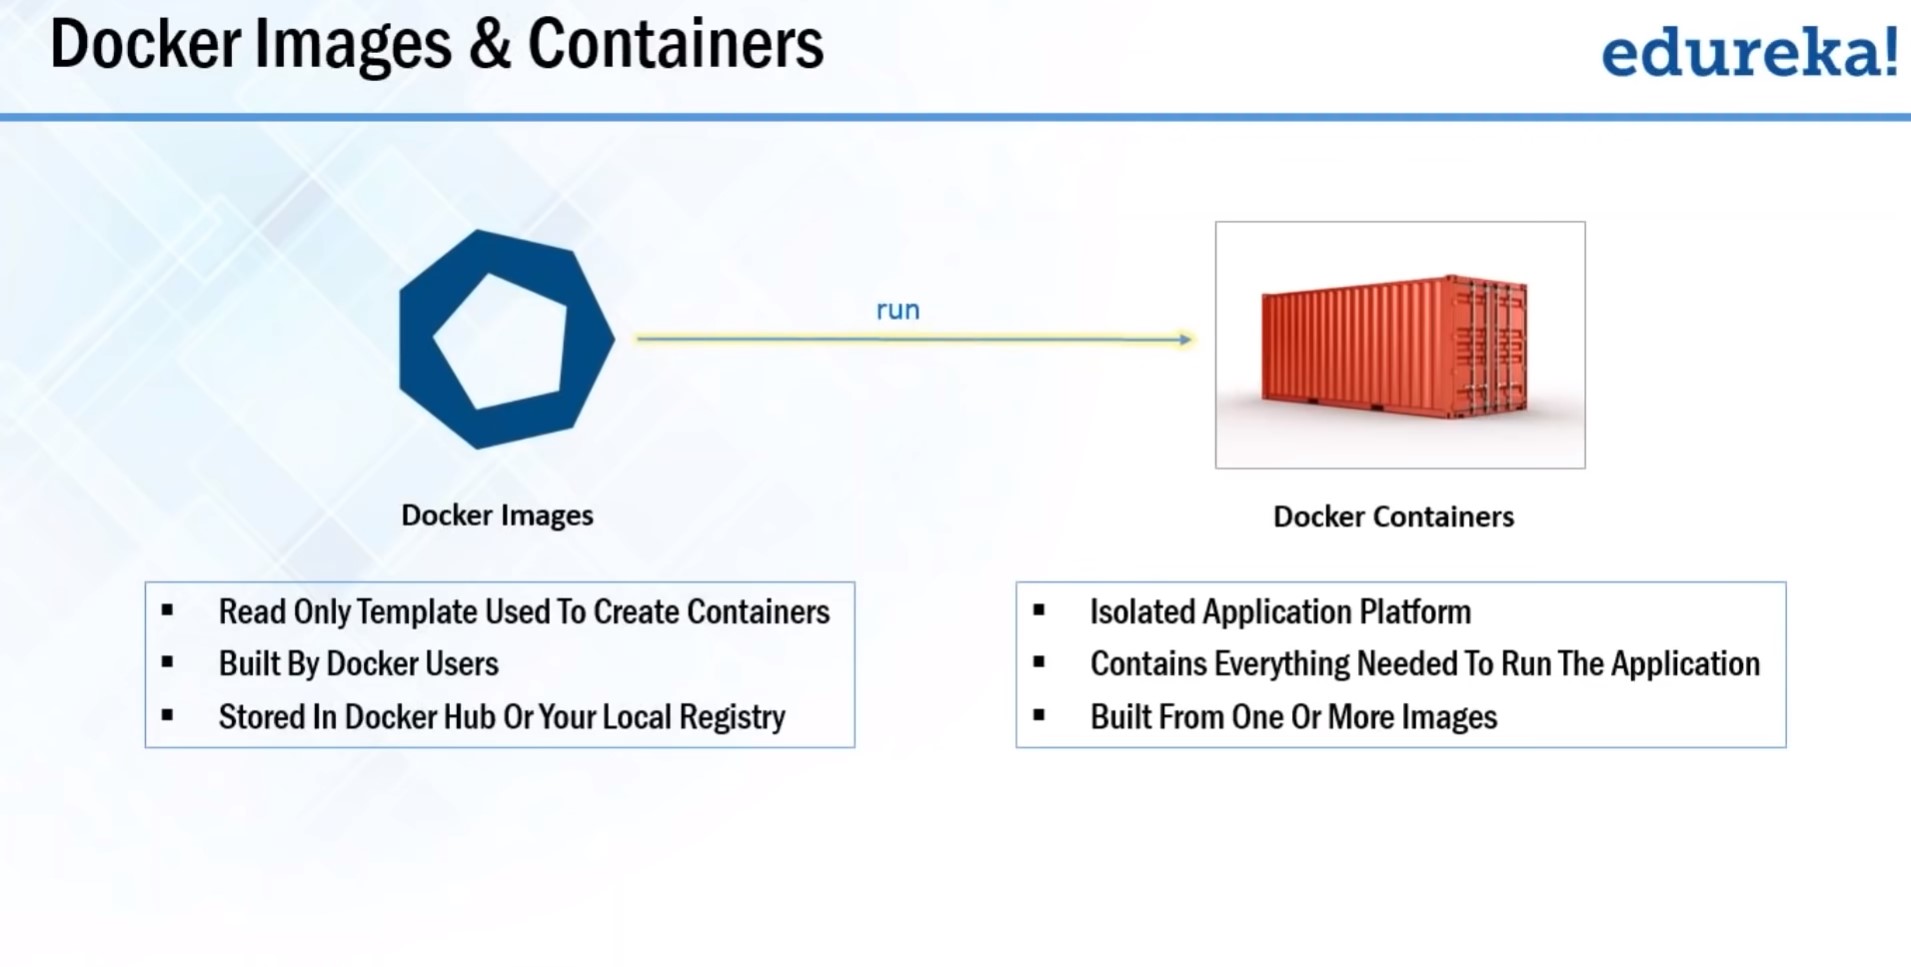 Docker Images & Containers
edureka!
run
Docker Images
Docker Containers
Read Only Template Used To Create Containers
Built By Docker Users
Stored In Docker Hub Or Your Local Registry
Isolated Application Platform
Contains Everything Needed To Run The Application
Built From One Or More Images